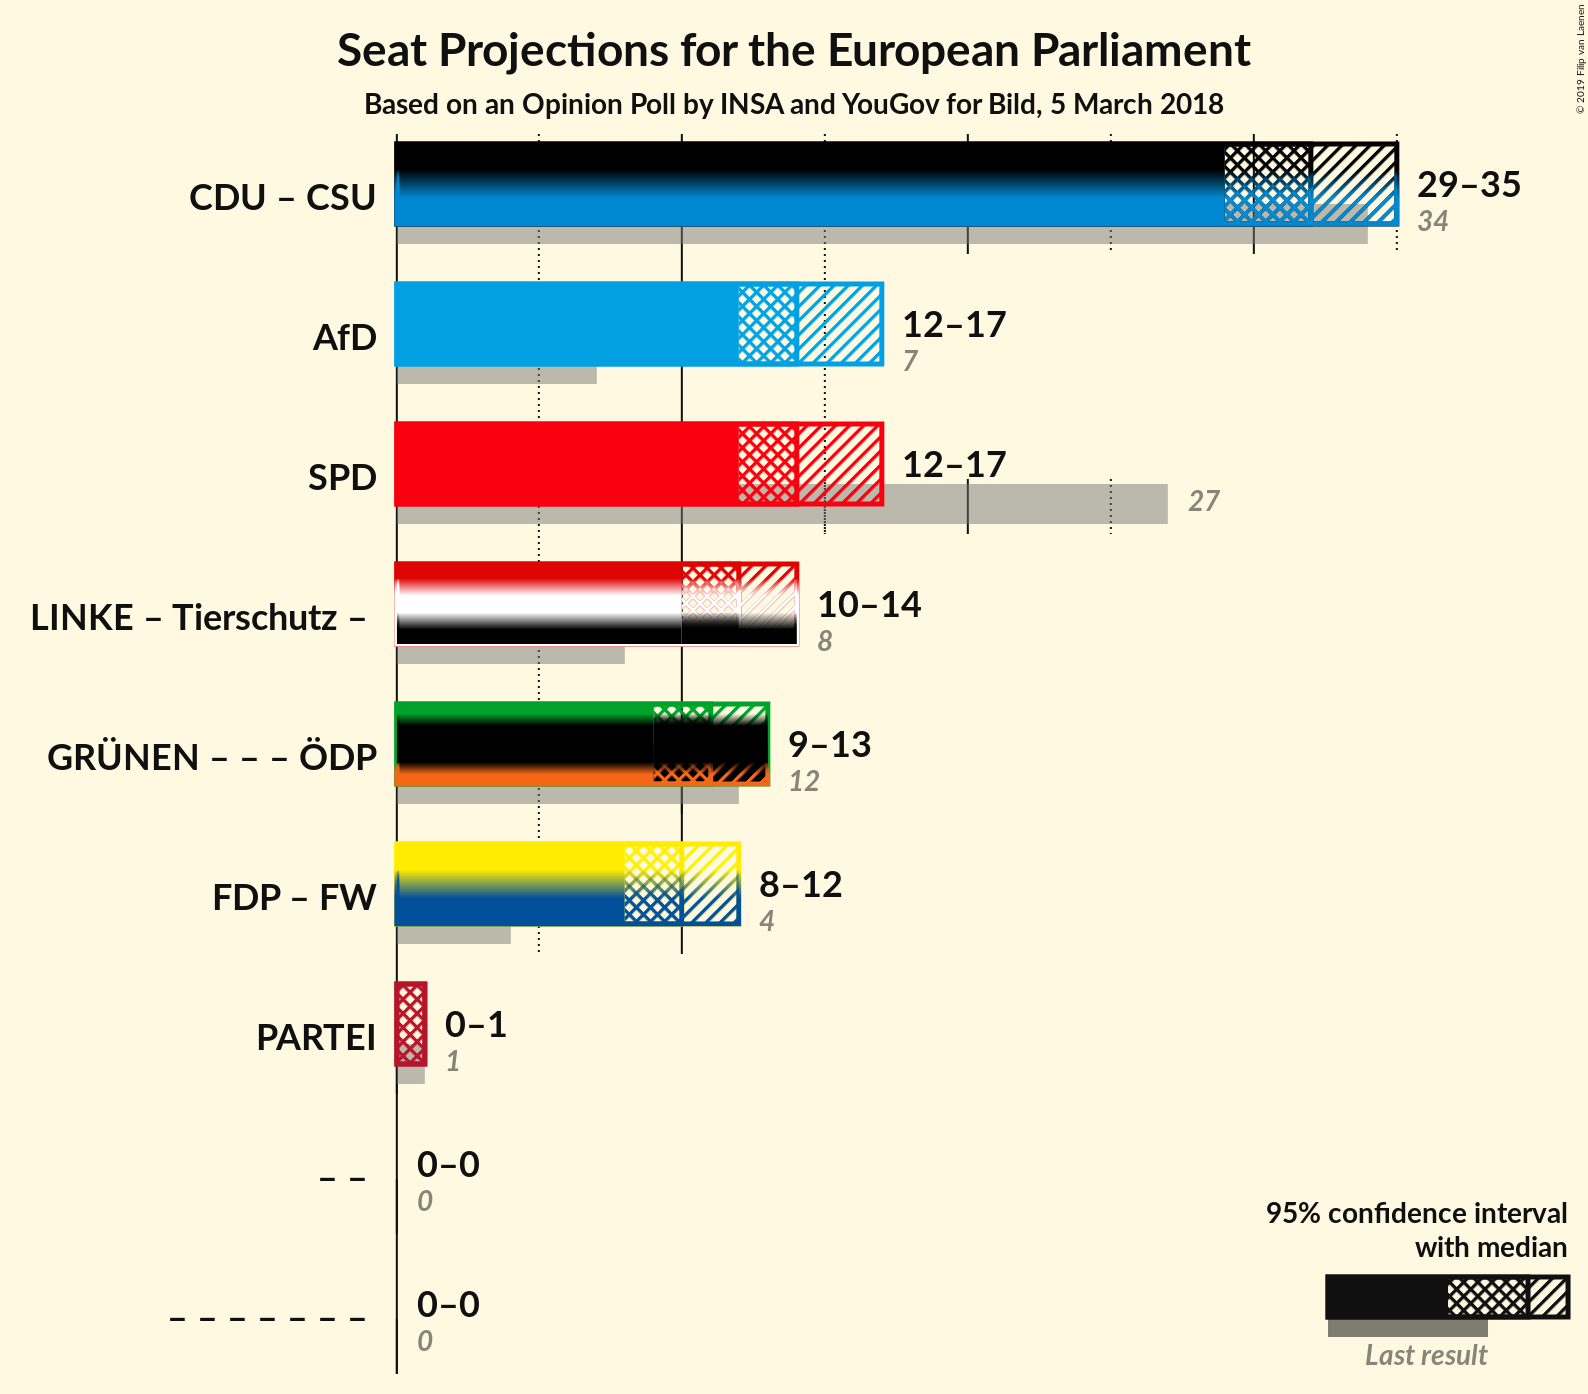 Seat Projections for the European Parliament
Based on an Opinion Poll by INSA and YouGov for Bild, 5 March 2018
© 2019 Filip van Laenen
CDU – CSU
29–35
34
AfD
12–17
7
SPD
12–17
27
LINKE – Tierschutz –
10–14
8
GRÜNEN – – – ÖDP
9–13
12
FDP – FW
8–12
4
PARTEI
0–1
1
– –
0–0
0
– – – – – – –
0–0
0
95% confidence interval
with median
Last result